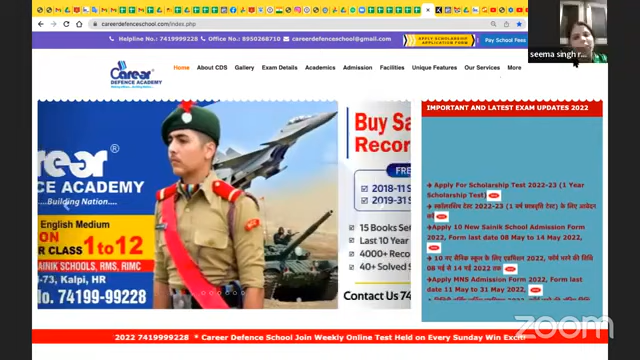 careerdefenceschool.com/index.php
Helpline No.: 7419999228 Office No.: 8950268710 careerdefenceschool@gmail.com
APPLY SCHOLARSHIP
APPLICATION FORM
Pay School Fees
seema singh r...
Career
DEFENCE ACADEMY
Home About CDS Gallery Exam Details Academics Admission Facilities Unique Features Our Services More
IMPORTANT AND LATEST EXAM UPDATES 2022
®
ACADEMY
...Building Nation...
English Medium
ON
CLASS 1 to 12
SAINIK SCHOOLS, RMS, RIMC
-73, Kalpi, HR
No. 74199-99228
Buy Sa
Recor
FRE
2018-11 S
2019-31 S
15 Books Se
Last 10 Year
4000+ Rec
40+ Solved S
Contact Us 74
Apply For Scholarship Test 2022-23 (1 Year
Scholarship Test)
स्कॉलरशिप टेस्ट 2022-23 (1 वर्ष छात्रवृत्ति टेस्ट) के लिए आवेदन
करें
Apply 10 New Sainik School Admission Form
2022, Form last date 08 May to 14 May 2022,
10 नए सैनिक स्कूल के लिए एडमिशन 2022, फॉर्म भरने की तिथि
08 मई से 14 मई 2022 तक
Apply MNS Admission Form 2022, Form last
date 11 May to 31 May 2022,
2022 7419999228 * Career Defence School Join Weekly Online Test Held on Every Sunday Win Excit
zoom